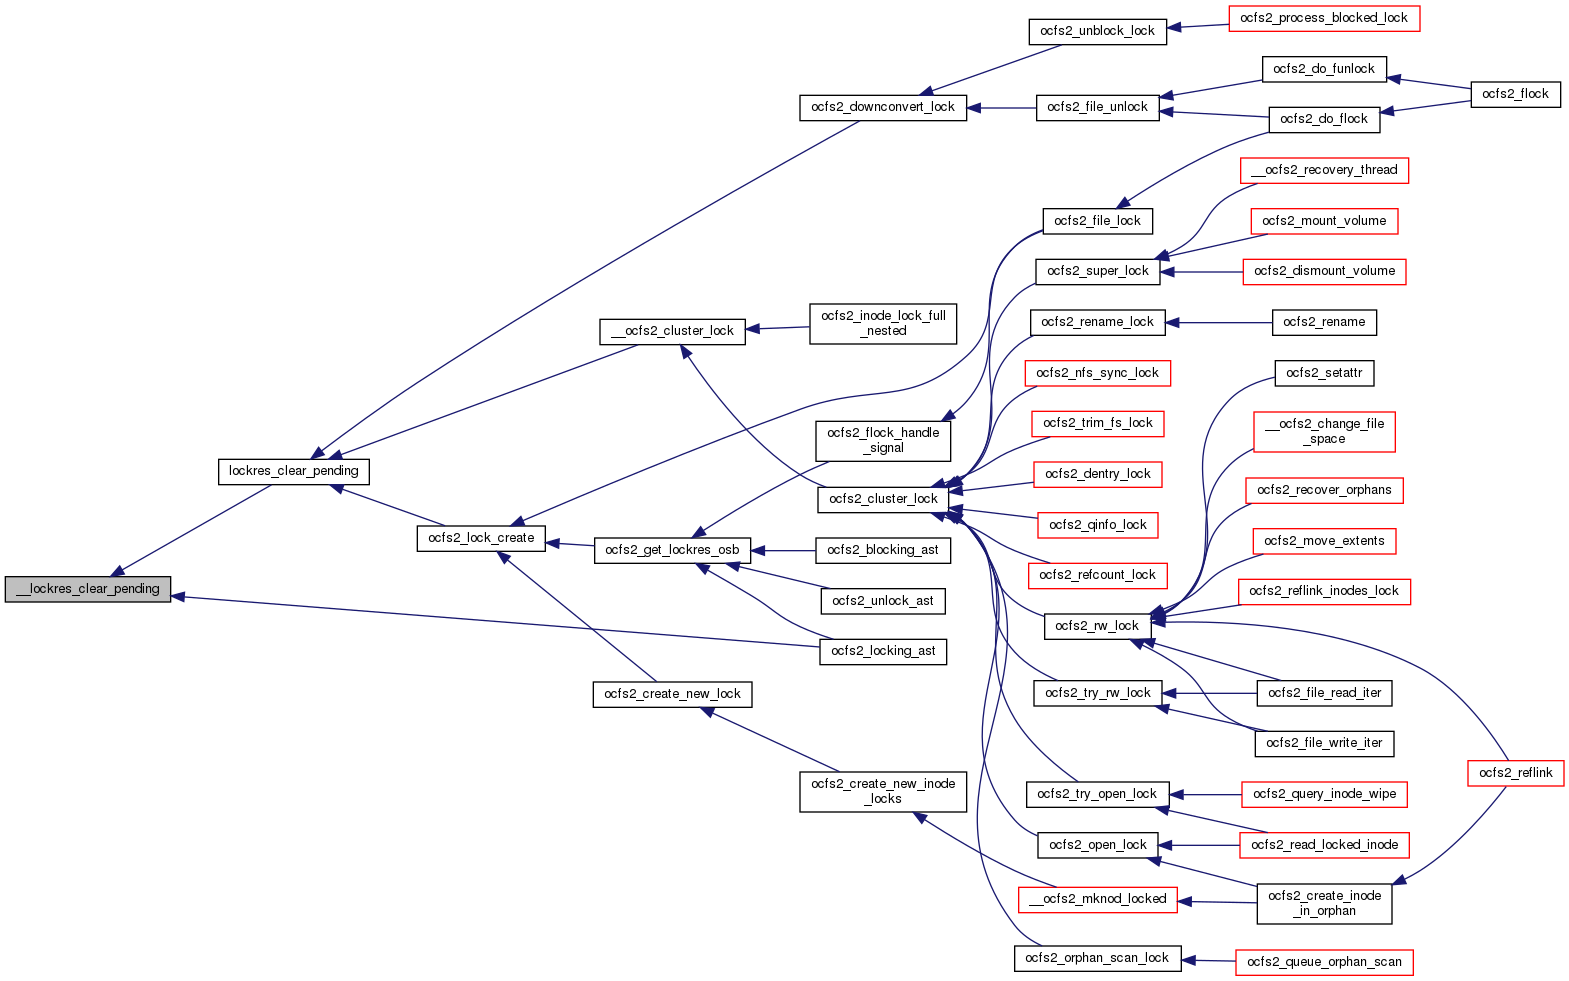 ocfs2_process_blocked_lock
ocfs2_unblock_lock
ocfs2_do_funlock
ocfs2_flock
ocfs2_downconvert_lock
ocfs2_file_unlock
ocfs2_do_flock
__ocfs2_recovery_thread
ocfs2_file_lock
ocfs2_mount_volume
ocfs2_super_lock
ocfs2_dismount_volume
ocfs2_inode_lock_full
_nested
__ocfs2_cluster_lock
ocfs2_rename_lock
ocfs2_rename
ocfs2_nfs_sync_lock
ocfs2_setattr
ocfs2_trim_fs_lock
__ocfs2_change_file
_space
ocfs2_flock_handle
_signal
lockres_clear_pending
ocfs2_dentry_lock
ocfs2_cluster_lock
ocfs2_recover_orphans
ocfs2_qinfo_lock
ocfs2_lock_create
ocfs2_get_lockres_osb
ocfs2_blocking_ast
ocfs2_move_extents
ocfs2_refcount_lock
__lockres_clear_pending
ocfs2_unlock_ast
ocfs2_reflink_inodes_lock
ocfs2_rw_lock
ocfs2_locking_ast
ocfs2_create_new_lock
ocfs2_try_rw_lock
ocfs2_file_read_iter
ocfs2_file_write_iter
ocfs2_reflink
ocfs2_create_new_inode
_locks
ocfs2_try_open_lock
ocfs2_query_inode_wipe
ocfs2_open_lock
ocfs2_read_locked_inode
__ocfs2_mknod_locked
ocfs2_create_inode
_in_orphan
ocfs2_orphan_scan_lock
ocfs2_queue_orphan_scan